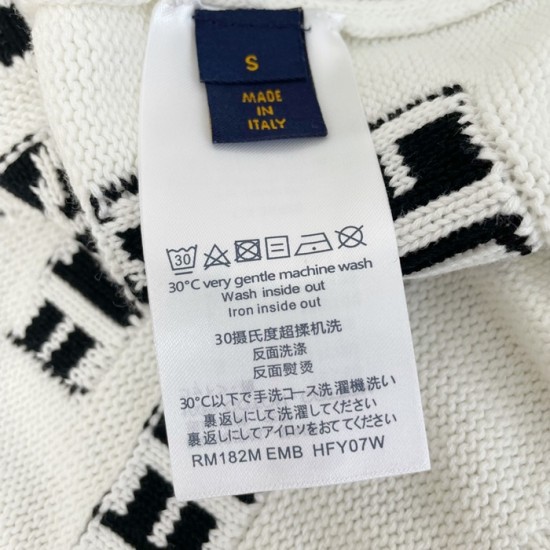 S
MADE
IN
ITALY
30
30°C very gentle machine wash
Wash inside out
Iron inside out
30摄氏度超揉机洗
反面洗涤
反面熨烫
30°C以下で手洗コース洗濯機洗い
裏返しにして洗濯してください
裏返しにしてアイロンをおててください
RM182M EMB HFY07W